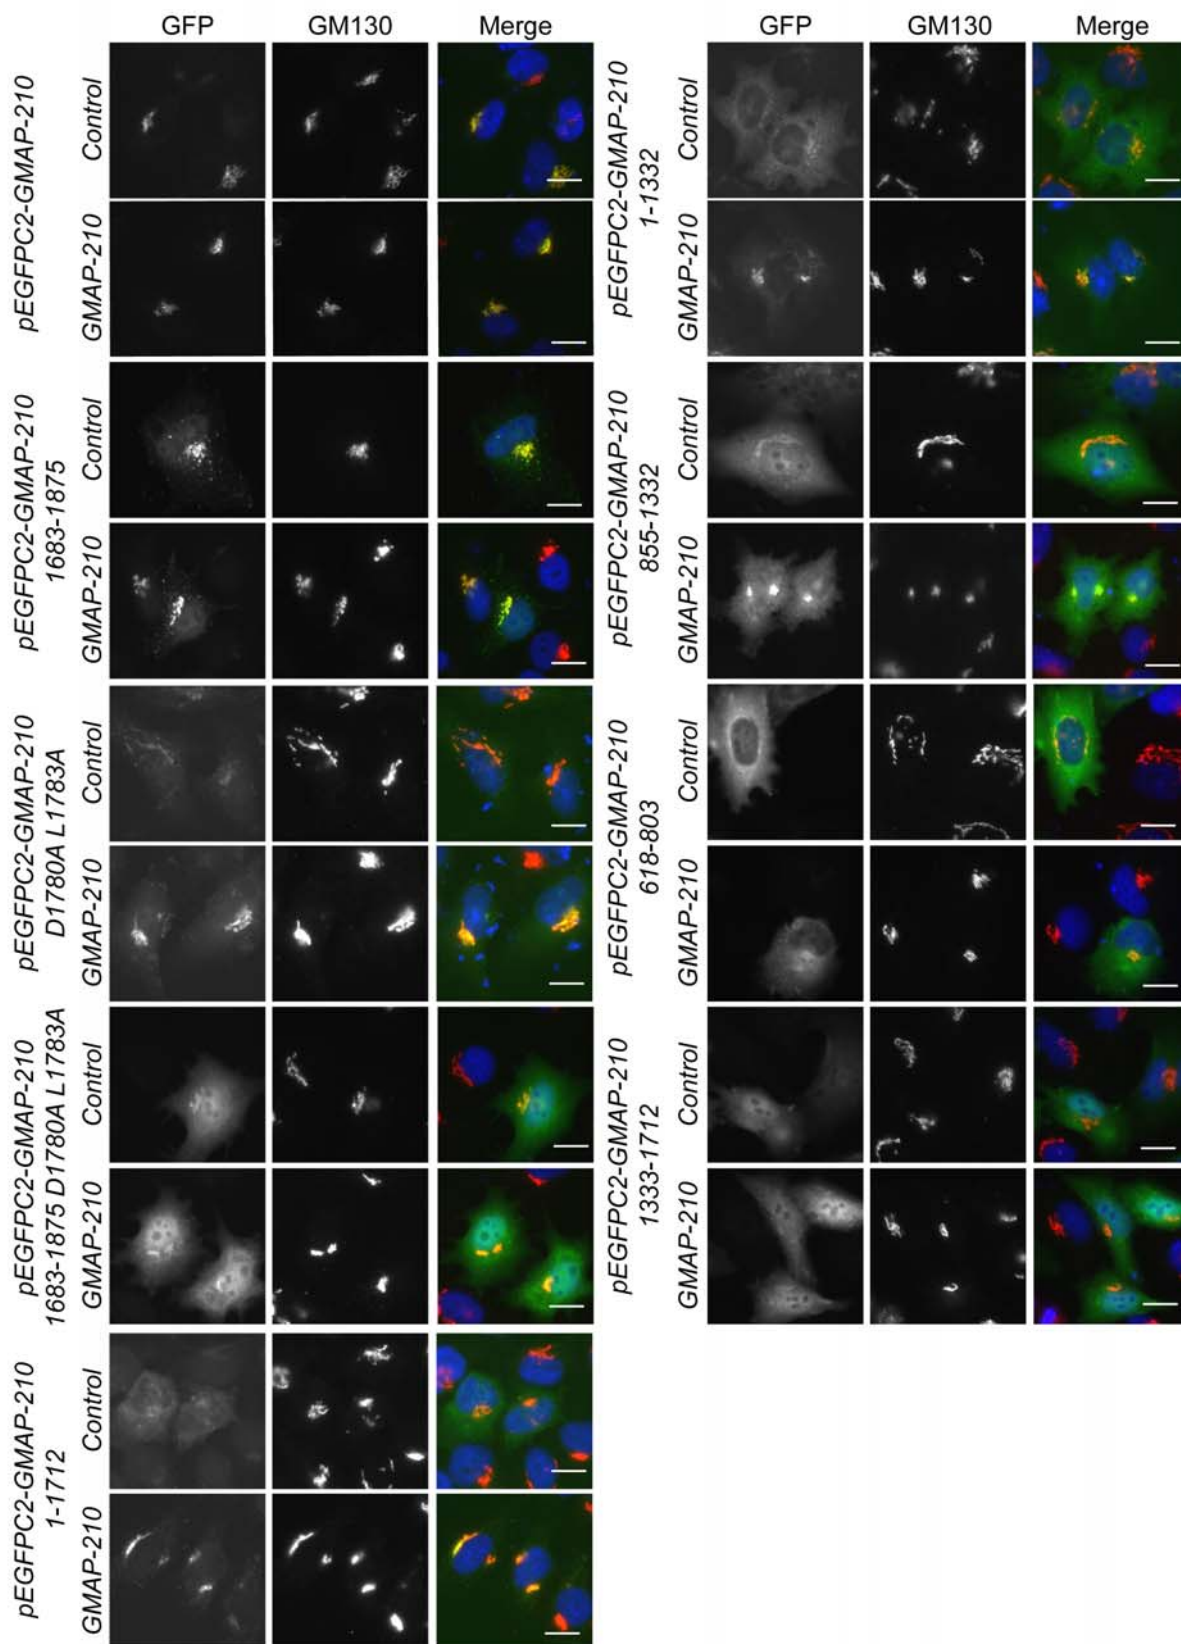 GFP GM130 Merge
pEGFPC2-GMAP-210
Control
GMAP-210
pEGFPC2-GMAP-210
1683-1875
Control
GMAP-210
pEGFPC2-GMAP-210
D1780A L1783A
Control
GMAP-210
pEGFPC2-GMAP-210
1683-1875 D1780A L1783A
Control
GMAP-210
pEGFPC2-GMAP-210
1-1712
Control
GMAP-210
GFP GM130 Merge
pEGFPC2-GMAP-210
1-1332
Control
GMAP-210
pEGFPC2-GMAP-210
855-1332
Control
GMAP-210
pEGFPC2-GMAP-210
618-803
Control
GMAP-210
pEGFPC2-GMAP-210
1333-1712
Control
GMAP-210